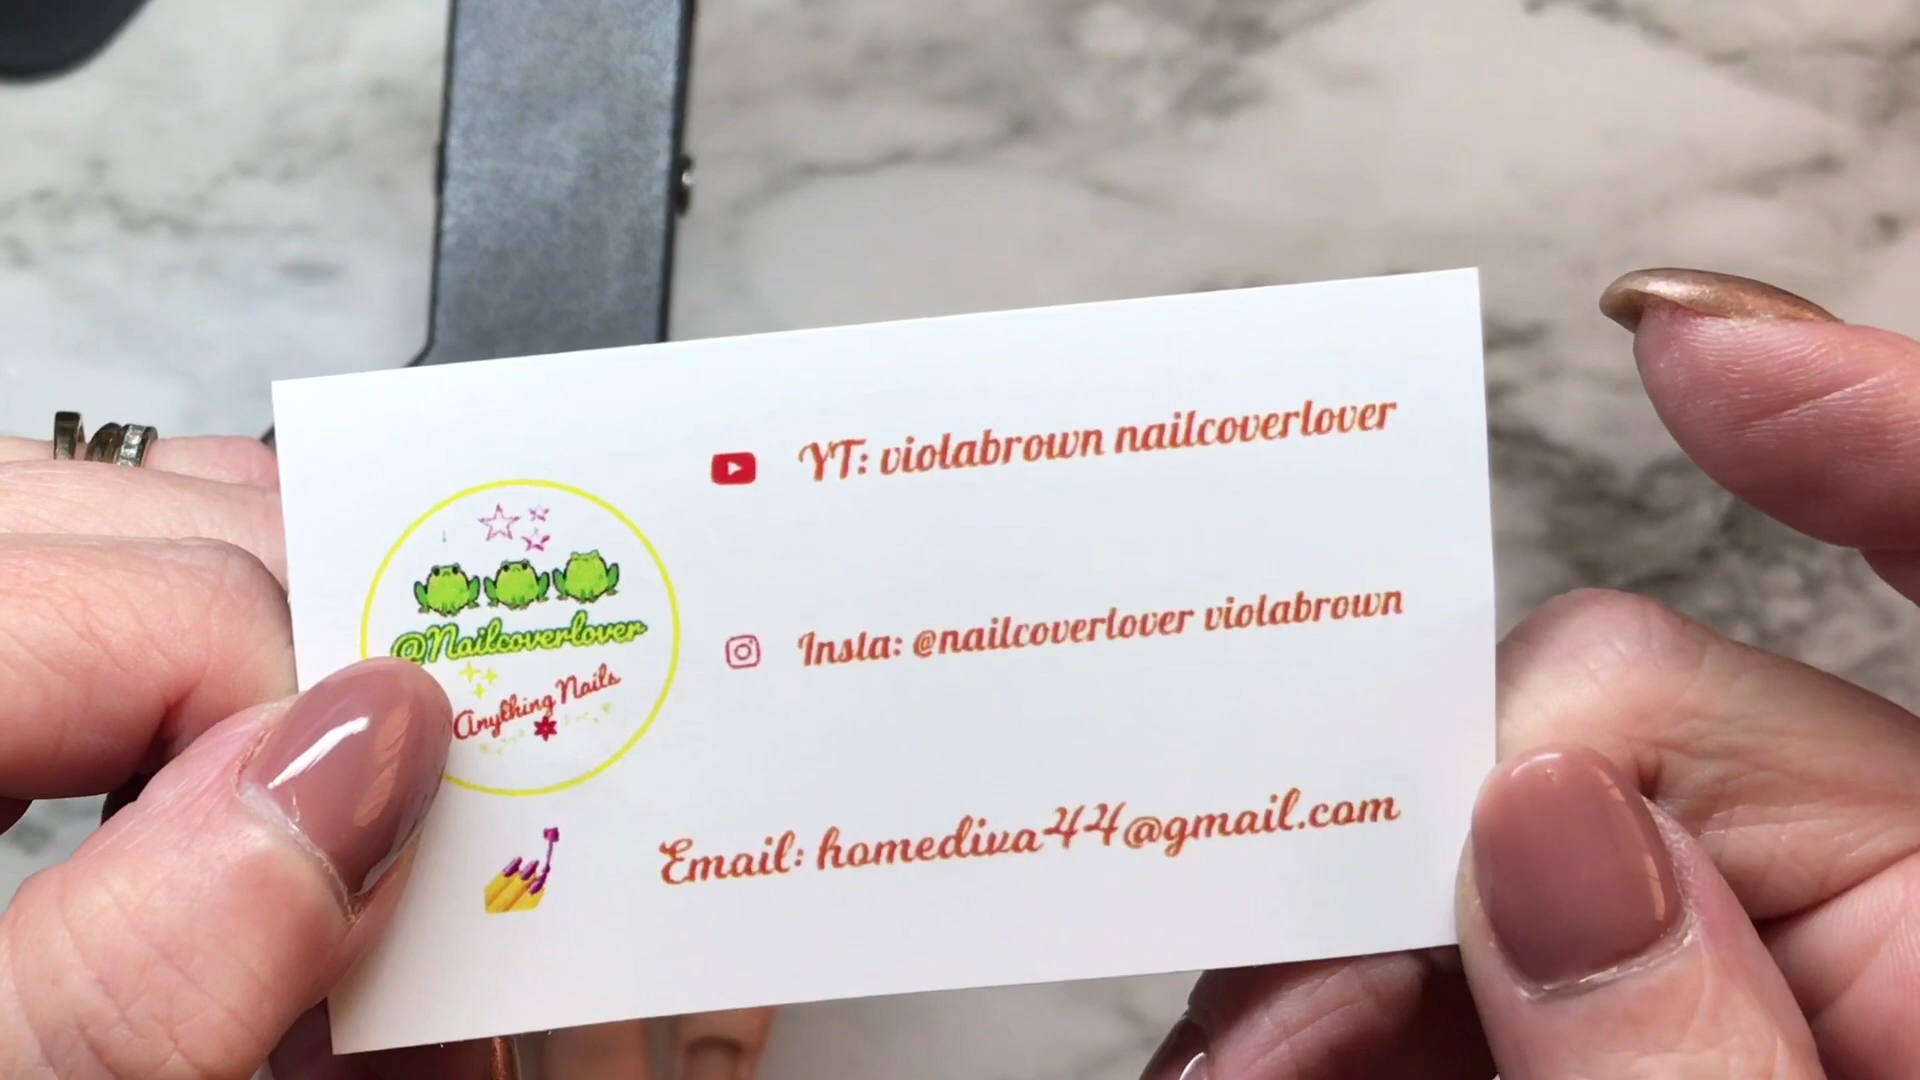 YT: violabrown nailcoverlover
@Nailcoverlover
Anything Nails
Insta: @nailcoverlover violabrown
Email: homediva44@gmail.com